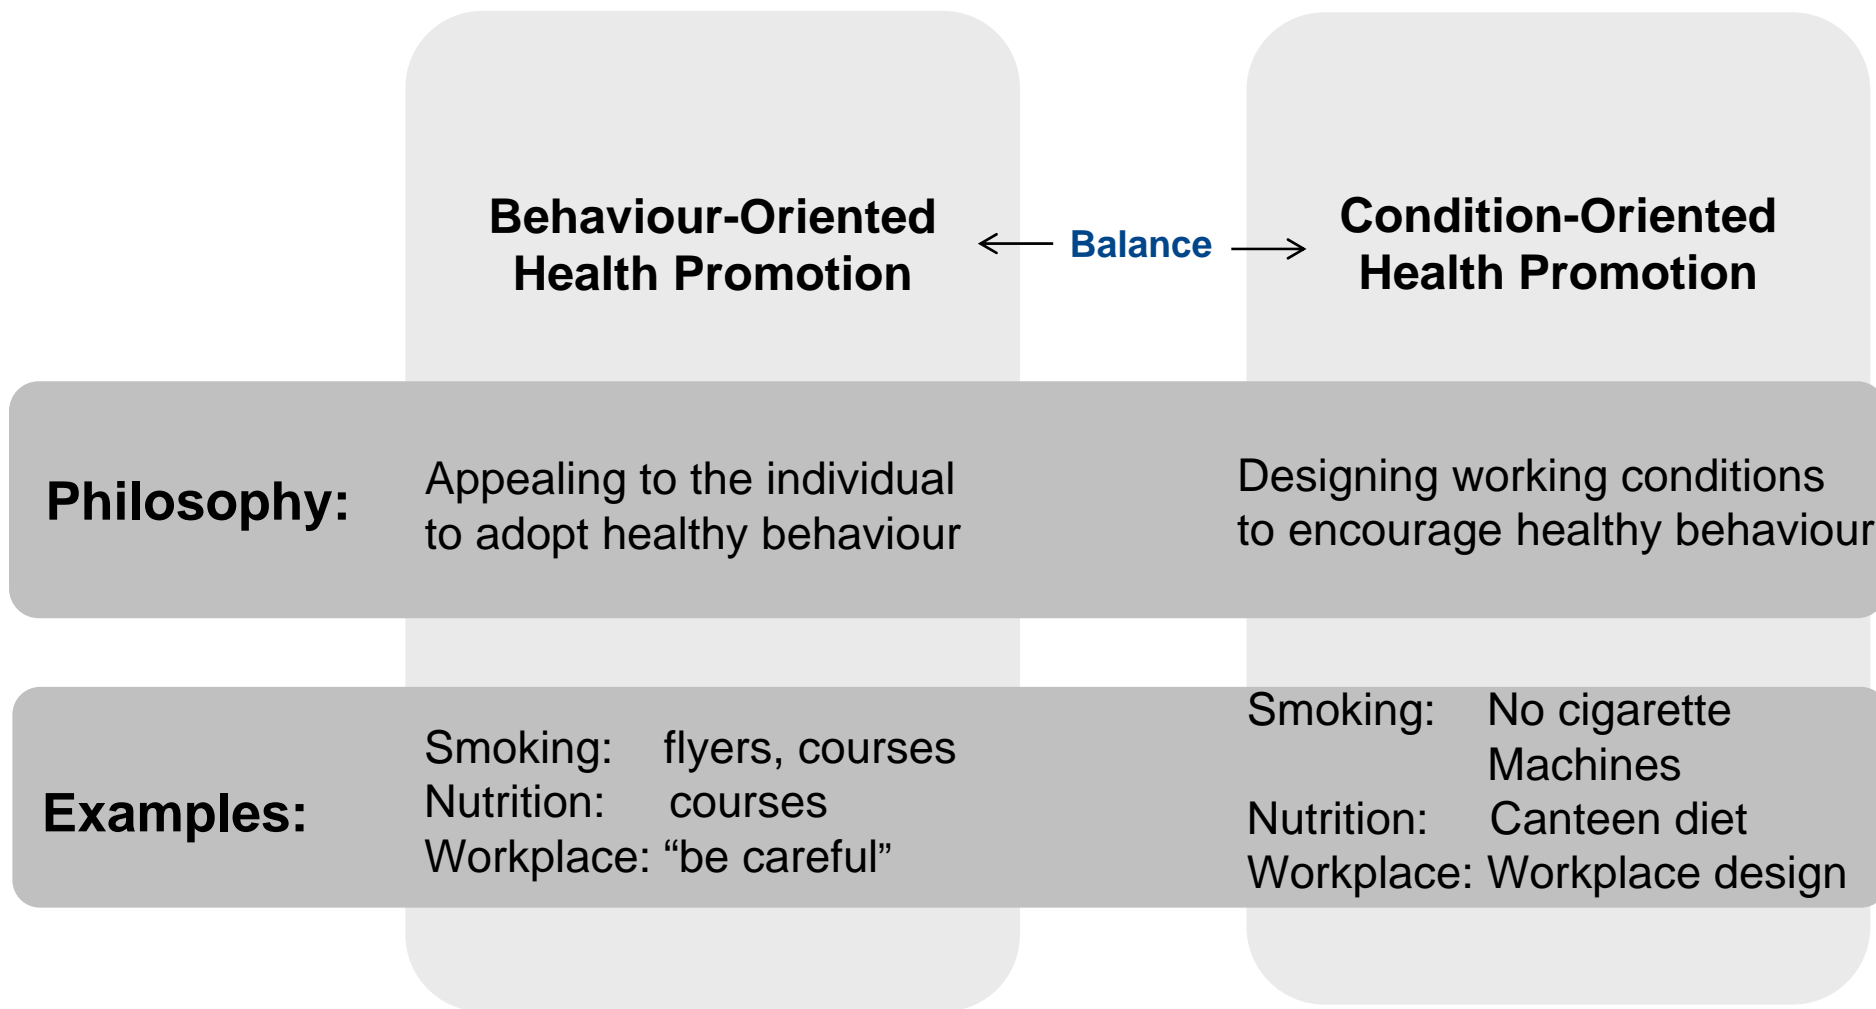 Behaviour-Oriented
Health Promotion
Balance
Condition-Oriented
Health Promotion
Philosophy:
Appealing to the individual
to adopt healthy behaviour
Designing working conditions
to encourage healthy behaviour
Examples:
Smoking: flyers, courses
Nutrition: courses
Workplace: “be careful”
Smoking: No cigarette
Machines
Nutrition: Canteen diet
Workplace: Workplace design